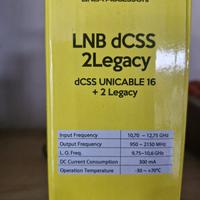 LNB dCSS
2Legacy
dCSS UNICABLE 16
+ 2 Legacy
Input Frequency 10,70 ~ 12,75 GHz
Output Frequency 950 ~ 2150 MHz
L.O.Freq. 9,75~10,6 GHz
DC Current Consumption 300 mA
Operation Temperature -30 ~ +70°C